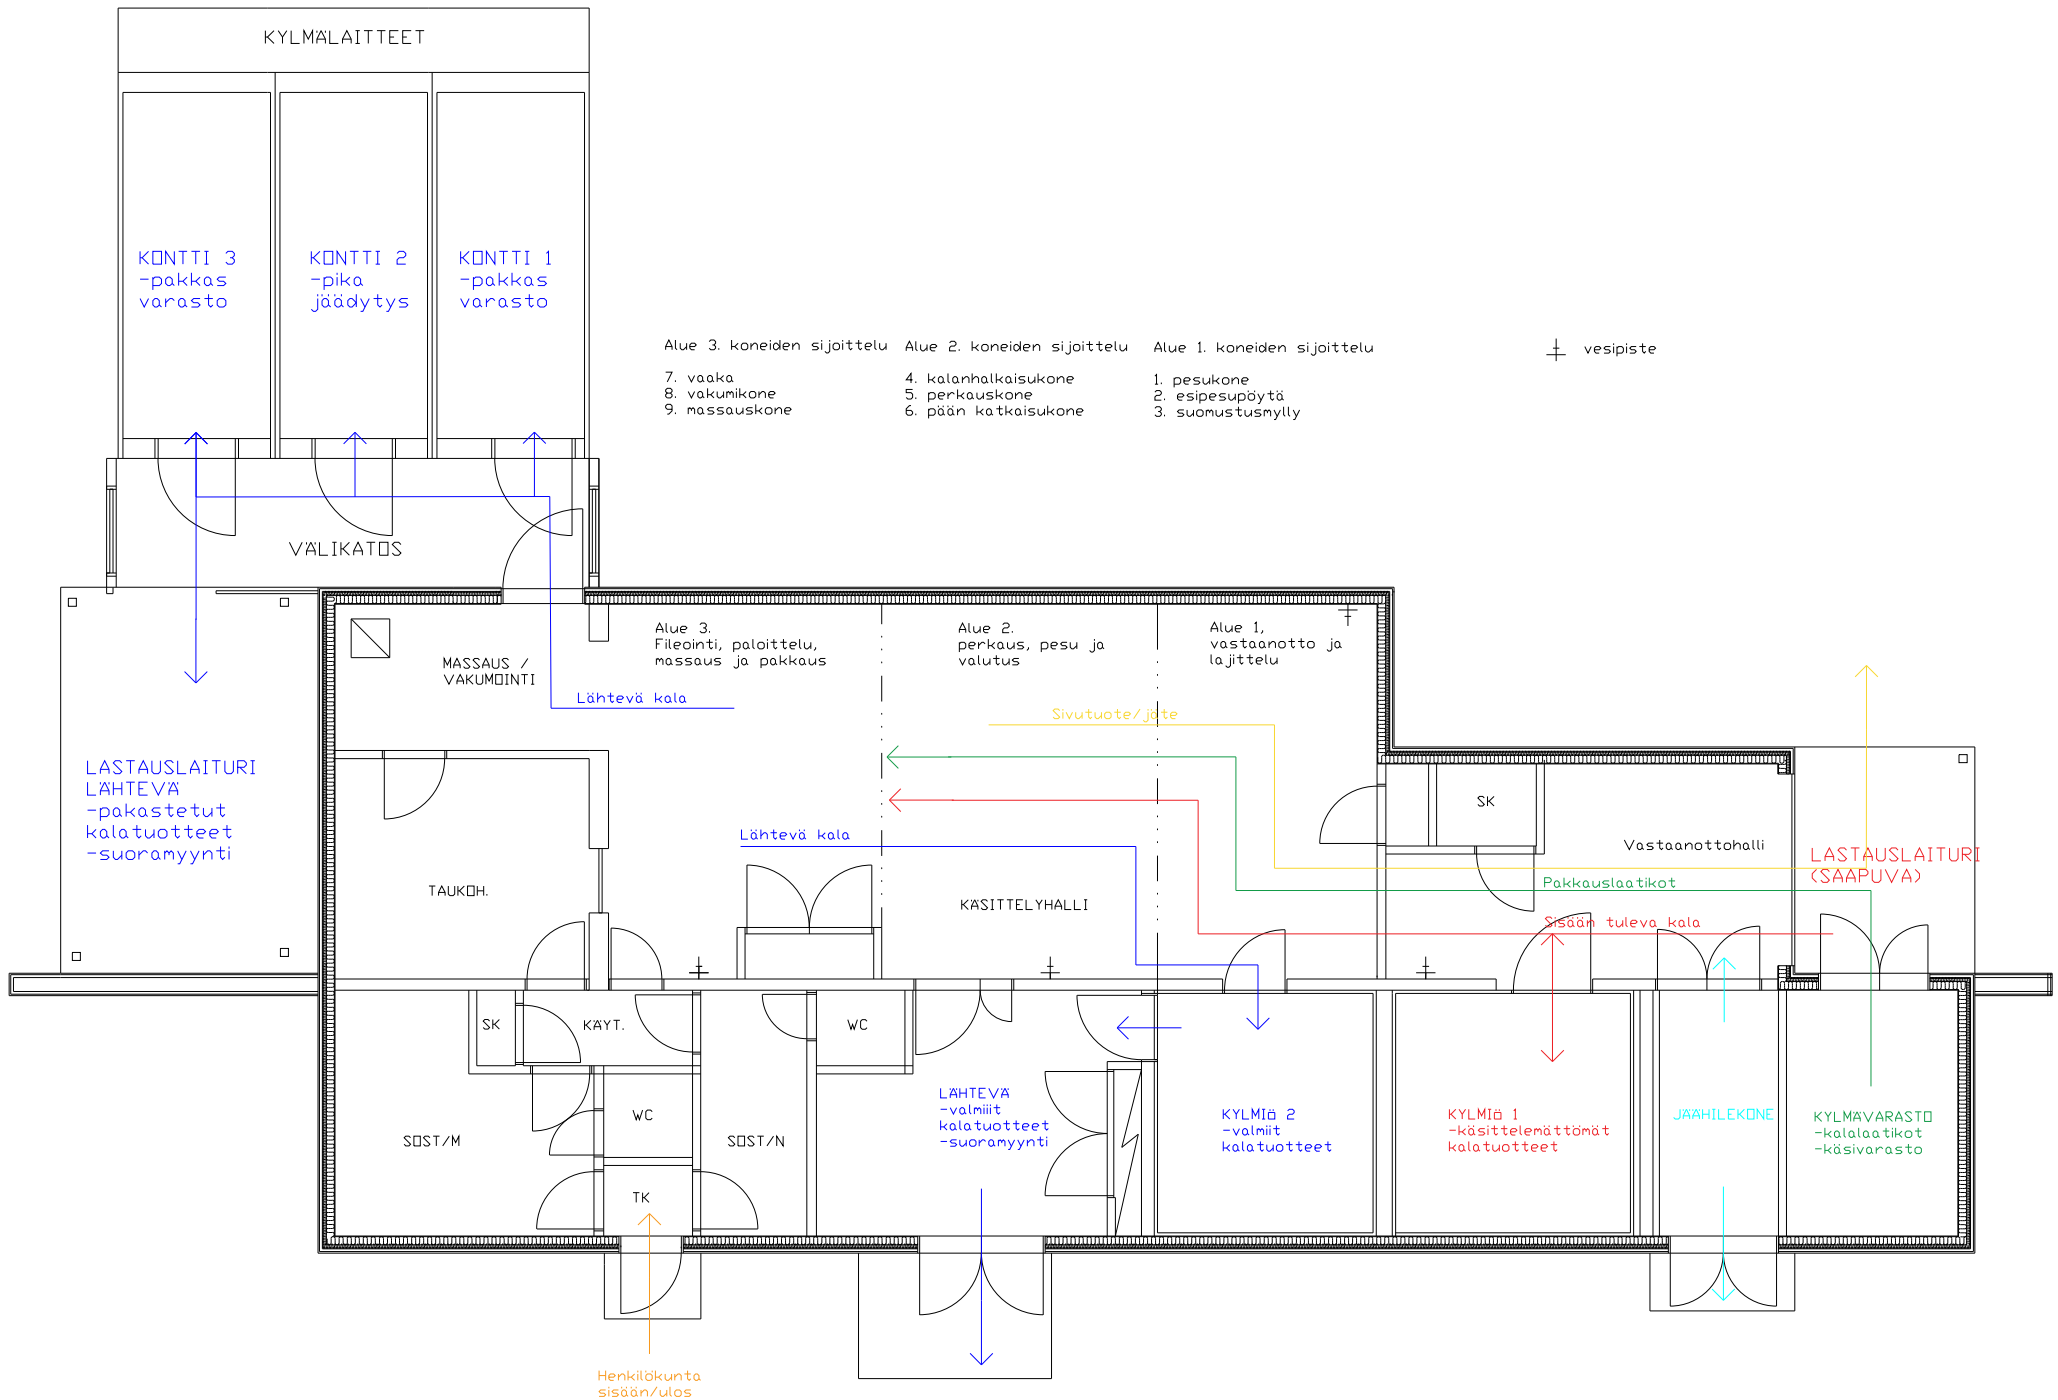 KYLMÄLAITTEET
KONTTI 3
-pakkas
varasto
KONTTI 2
-pika
jäädytys
KONTTI 1
-pakkas
varasto
Alue 3. koneiden sijoittelu
7. vaaka
8. vakumikone
9. massauskone
Alue 2. koneiden sijoittelu
4. kalanhalkaisukone
5. perkauskone
6. pään katkaisukone
Alue 1. koneiden sijoittelu
1. pesukone
2. esipesupöytä
3. suomustusmylly
vesipiste
VÄLIKATOS
MASSAUS /
VAKUMOINTI
Alue 3.
Fileointi, paloittelu,
massaus ja pakkaus
Alue 2.
perkaus, pesu ja
valutus
Alue 1,
vastaanotto ja
lajittelu
Lähtevä kala
Sivutuote/jäte
LASTAUSLAITURI
LÄHTEVÄ
-pakastetut
kalatuotteet
-suoramyynti
SK
Lähtevä kala
Vastaanottohalli
LASTAUSLAITURI
(SAAPUVA)
TAUKOH.
KÄSITTELYHALLI
Pakkauslaatikot
Sisään tuleva kala
SK
KÄYT.
WC
LÄHTEVÄ
-valmiit
kalatuotteet
-suoramyynti
SOST/M
WC
SOST/N
KYLMIö 2
-valmiit
kalatuotteet
KYLMIö 1
-käsittelemättömät
kalatuotteet
JÄÄHILEKONE
KYLMÄVARASTO
-kalalaatikot
-käsivarasto
TK
Henkilökunta
sisään/ulos